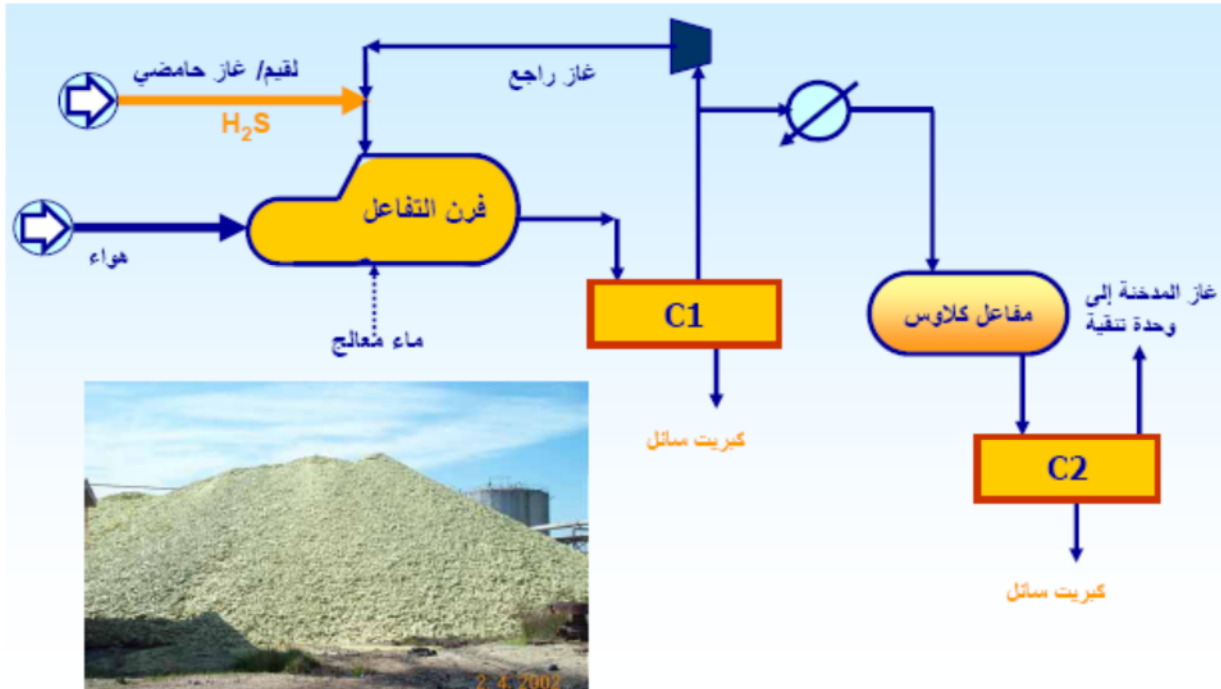 لقيم/ غاز حامضي
H₂S
غاز راجع
هواء
فرن التفاعل
ماء معالج
C1
كبريت سائل
مفاعل كلاوس
غاز المدخنة إلى
وحدة تنقية
C2
كبريت سائل
2.4.2002